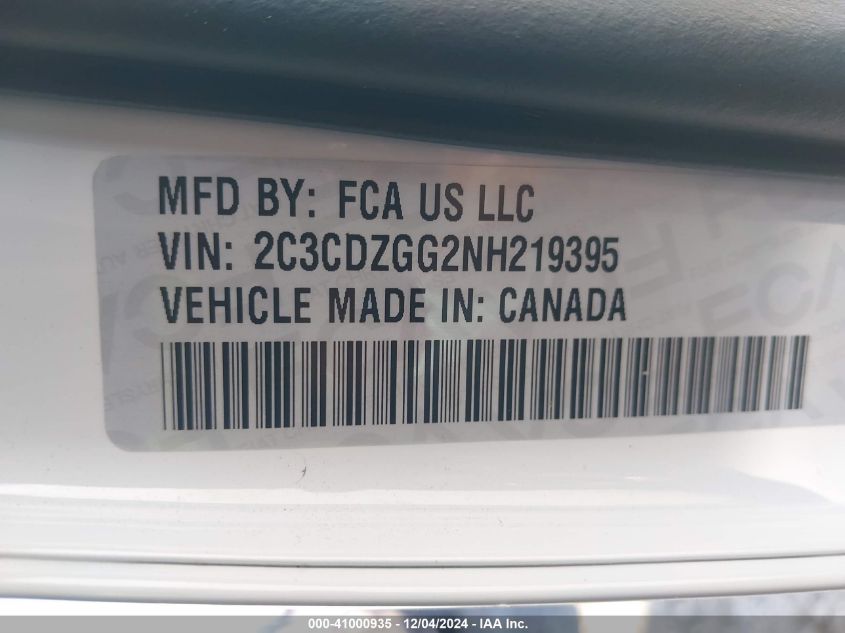 MFD BY: FCA US LLC
VIN: 2C3CDZGG2NH219395
VEHICLE MADE IN: CANADA
000-41000935 - 12/04/2024 - IAA Inc.